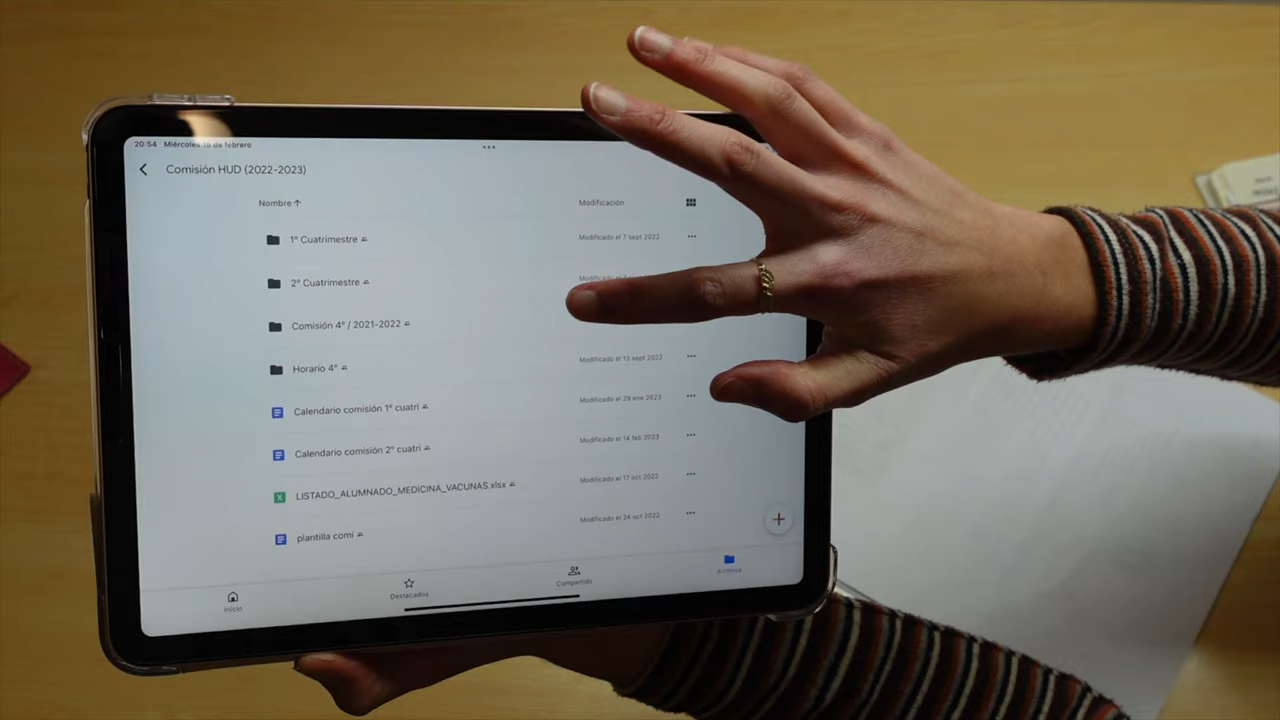 20:54 Miércoles 15 de febrero
Comisión HUD (2022-2023)
Nombre Modificación
1º Cuatrimestre Modificado el 7 sept 2022
2º Cuatrimestre
Comisión 4º / 2021-2022
Horario 4º Modificado el 13 sept 2022
Calendario comisión 1º cuatri Modificado el 29 ene 2023
Calendario comisión 2º cuatri Modificado el 14 feb 2023
LISTADO_ALUMNADO_MEDICINA_VACUNAS.xlsx Modificado el 17 oct 2022
plantilla comi Modificado el 24 oct 2022
Inicio Destacados Compartido Archivos